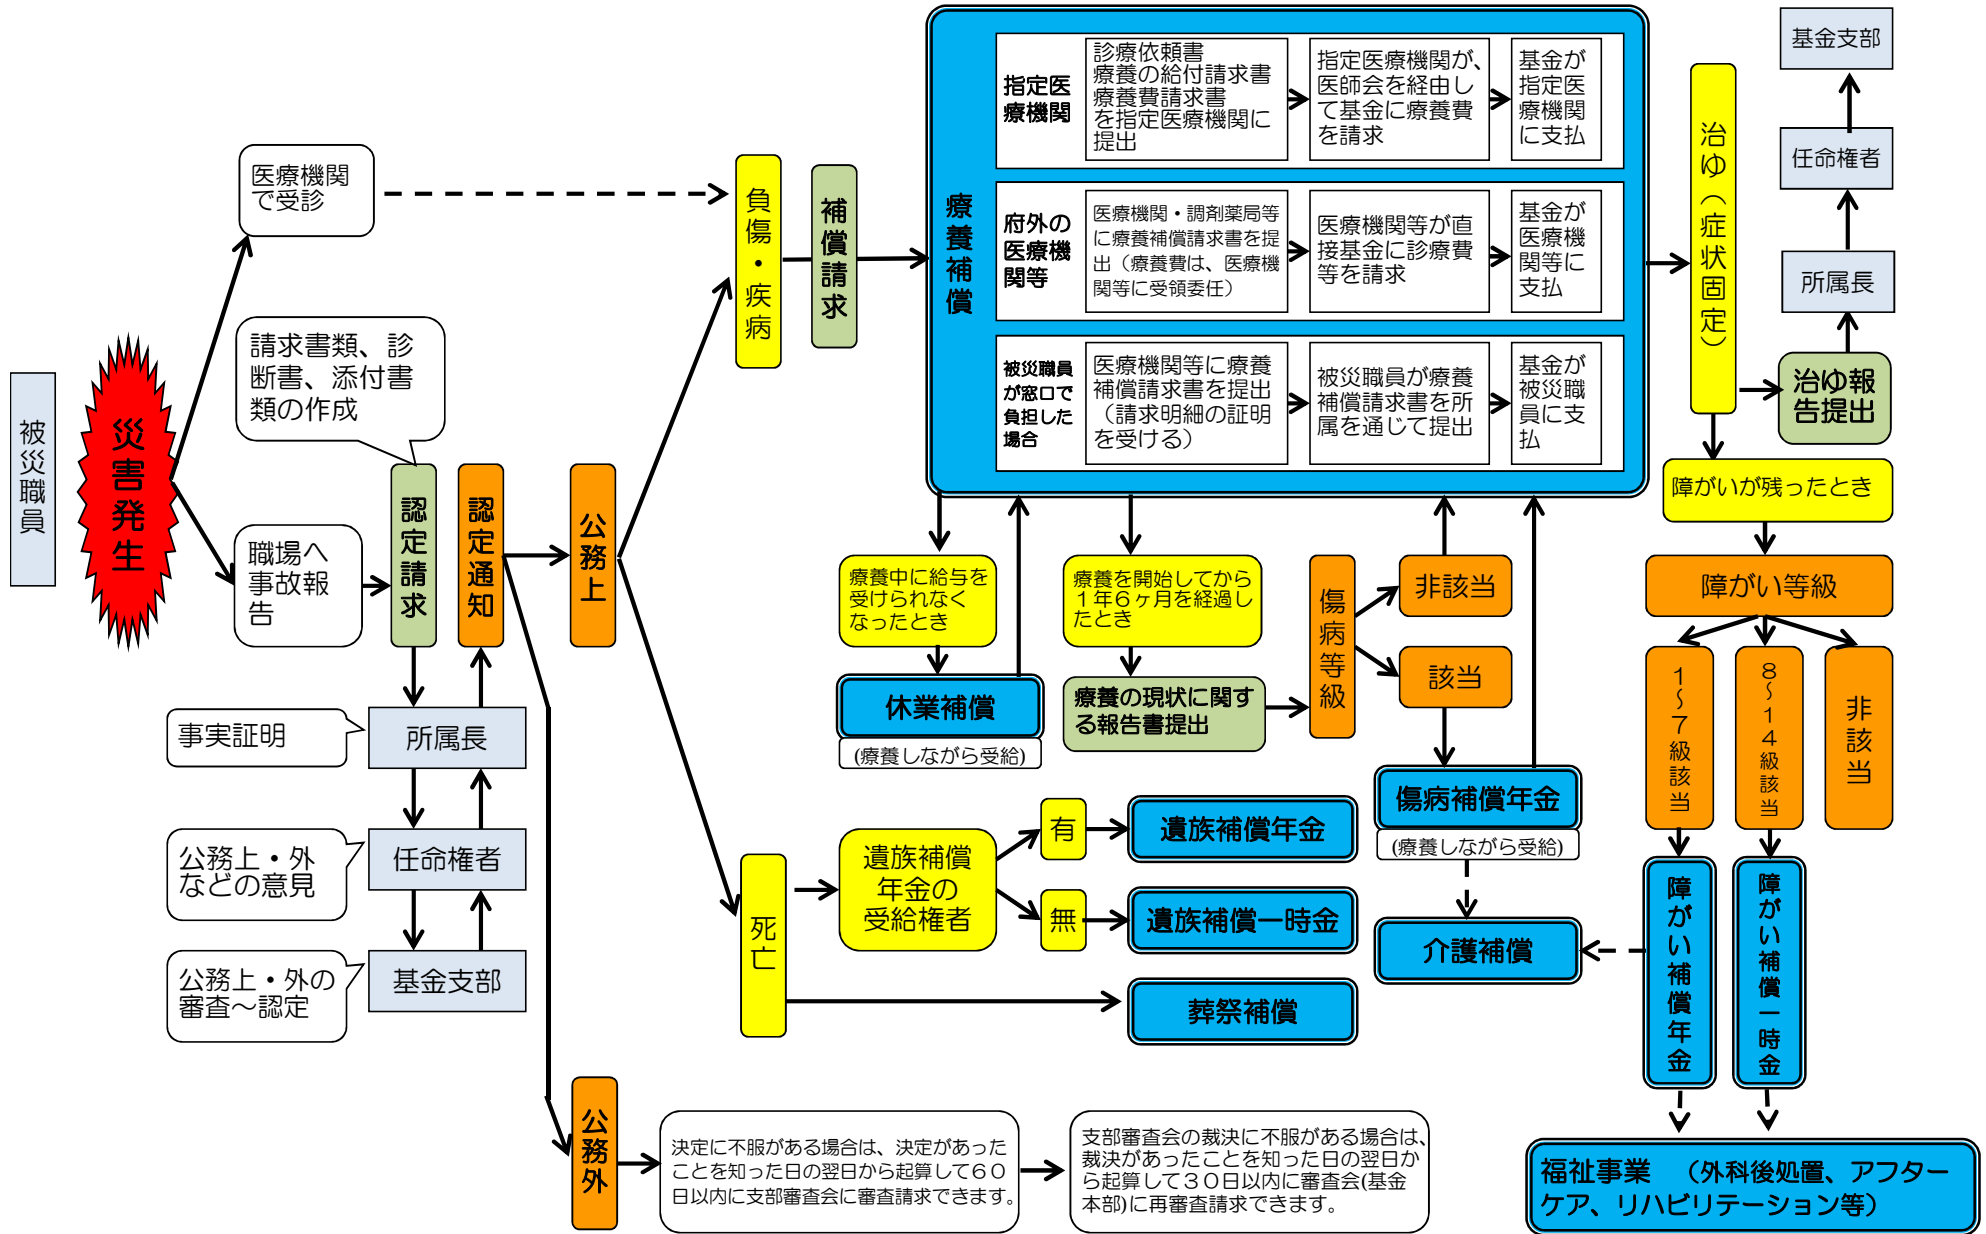 被災職員
災害発生
医療機関
で受診
請求書類、診
断書、添付書
類の作成
職場へ
事故報
告
認定請求
認定通知
事実証明
所属長
公務上・外
などの意見
任命権者
公務上・外の
審査～認定
基金支部
公務上
公務外
決定に不服がある場合は、決定があった
ことを知った日の翌日から起算して６０
日以内に支部審査会に審査請求できます。
支部審査会の裁決に不服がある場合は、
裁決があったことを知った日の翌日か
ら起算して３０日以内に審査会(基金
本部)に再審査請求できます。
負傷・疾病
補償請求
療養補償
指定医
療機関
診療依頼書
療養の給付請求書
療養費請求書
を指定医療機関に
提出
指定医療機関が、
医師会を経由し
て基金に療養費
を請求
基金が
指定医
療機関
に支払
府外の
医療機
関等
医療機関・調剤薬局等
に療養補償請求書を提
出（療養費は、医療機
関等に受領委任）
医療機関等が直
接基金に診療費
等を請求
基金が
医療機
関等に
支払
被災職員
が窓口で
負担した
場合
医療機関等に療養
補償請求書を提出
（請求明細の証明
を受ける）
被災職員が療養
補償請求書を所
属を通じて提出
基金が
被災職
員に支
払
療養中に給与を
受けられなく
なったとき
休業補償
(療養しながら受給)
療養を開始してから
１年６ヶ月を経過し
たとき
療養の現状に関す
る報告書提出
傷病等級
非該当
該当
傷病補償年金
(療養しながら受給)
介護補償
死亡
遺族補償
年金の
受給権者
有
遺族補償年金
無
遺族補償一時金
葬祭補償
治ゆ（症状固定）
治ゆ報
告提出
所属長
任命権者
基金支部
障がいが残ったとき
障がい等級
１～７級該当
８～１４級該当
非該当
障がい補償年金
障がい補償一時金
福祉事業　（外科後処置、アフター
ケア、リハビリテーション等）